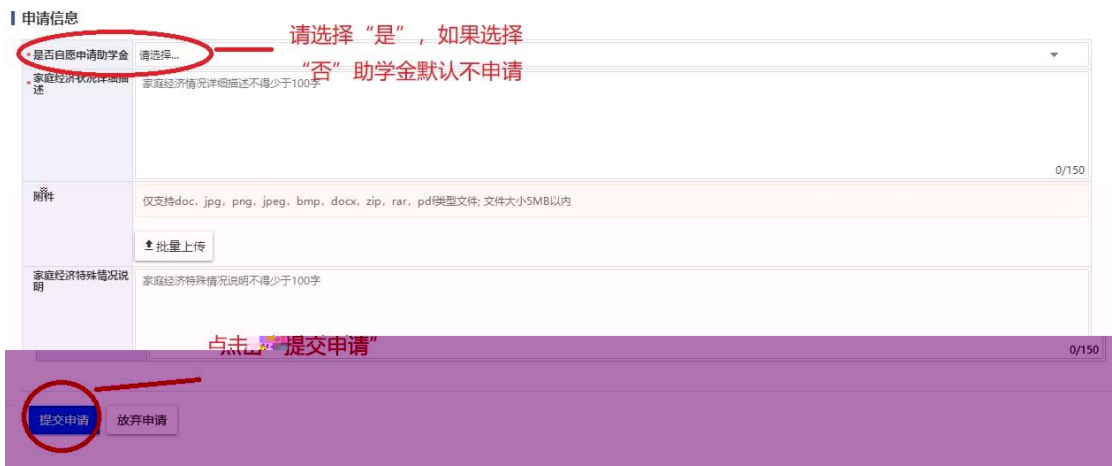 申请信息
请选择“是”，如果选择
“否”助学金默认不申请
*是否自愿申请助学金 请选择...
*家庭经济状况详细描
述
家庭经济情况详细描述不得少于100字
0/150
附件
仅支持doc，jpg，png，jpeg，bmp，docx，zip，rar，pdf类型文件; 文件大小5MB以内
批量上传
家庭经济特殊情况说
明
家庭经济特殊情况说明不得少于100字
点击“提交申请”
0/150
提交申请 放弃申请